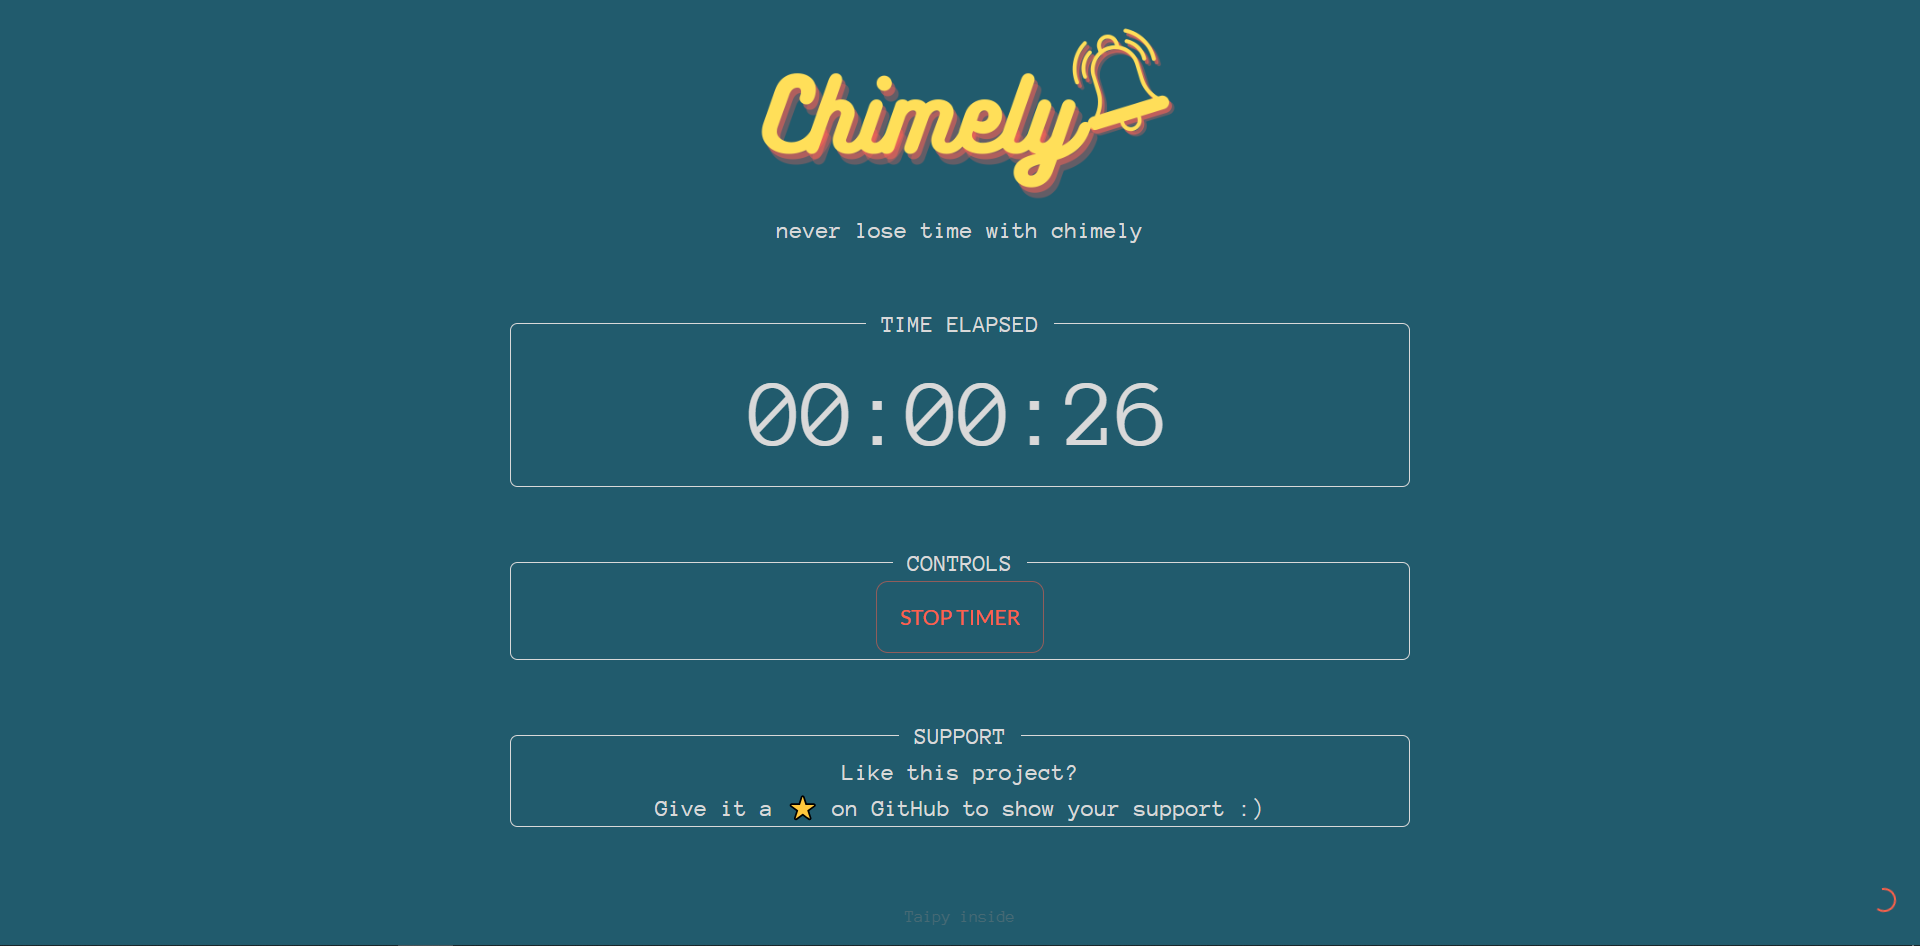 Chimely
never lose time with chimely
TIME ELAPSED
00:00:26
CONTROLS
STOP TIMER
SUPPORT
Like this project?
Give it a ⭐ on GitHub to show your support :)
Taipy inside